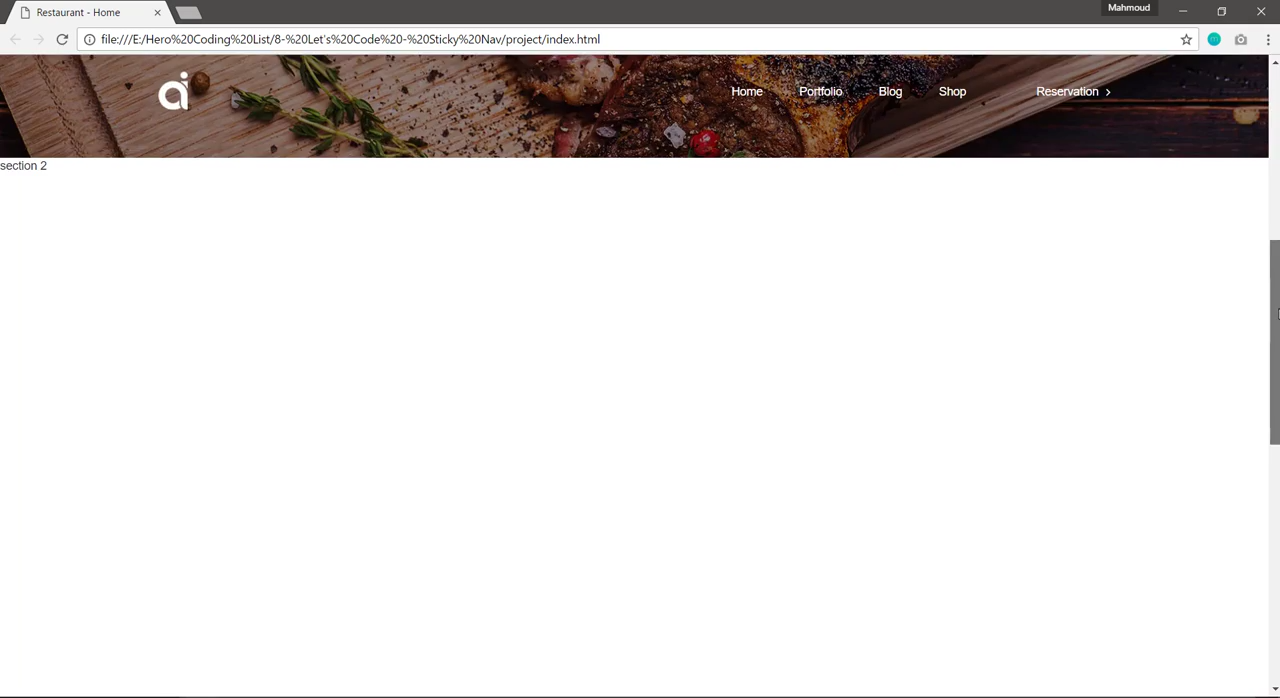 Restaurant - Home
Mahmoud
file:///E:/Hero%20Coding%20List/8-%20Let's%20Code%20-%20Sticky%20Nav/project/index.html
ai
Home
Portfolio
Blog
Shop
Reservation >
section 2